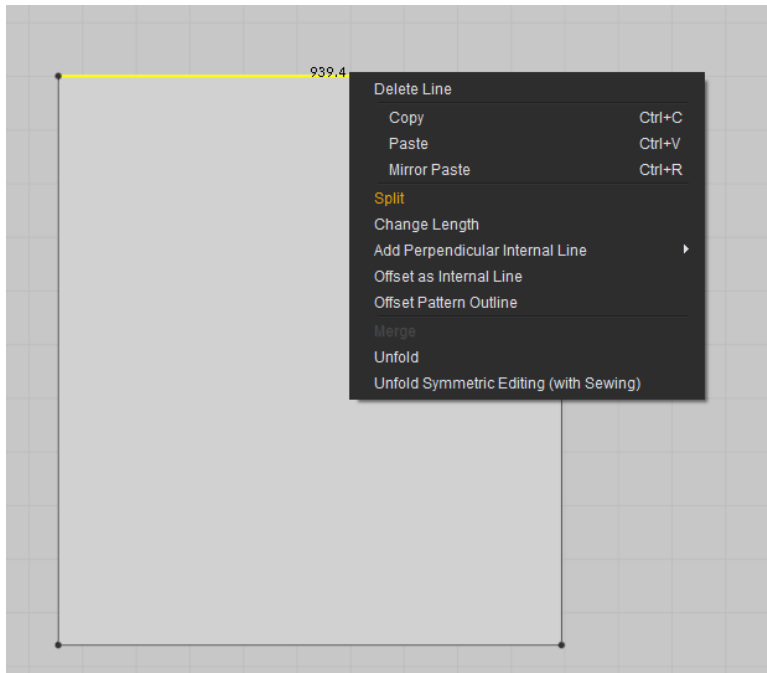 939.4
Delete Line
Copy Ctrl+C
Paste Ctrl+V
Mirror Paste Ctrl+R
Split
Change Length
Add Perpendicular Internal Line
Offset as Internal Line
Offset Pattern Outline
Merge
Unfold
Unfold Symmetric Editing (with Sewing)